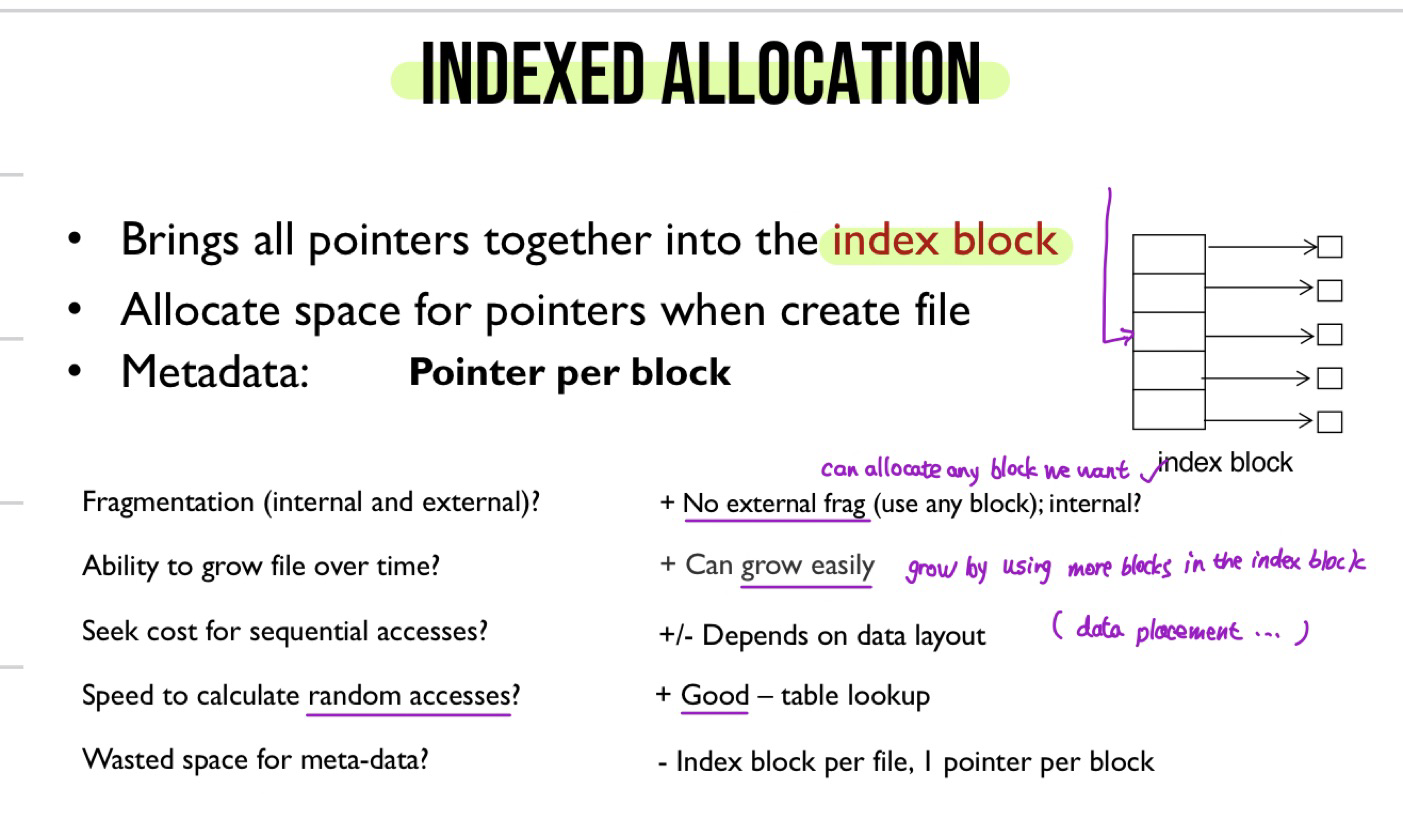 INDEXED ALLOCATION
• Brings all pointers together into the index block
• Allocate space for pointers when create file
• Metadata: Pointer per block
index block
can allocate any block we want ✓
Fragmentation (internal and external)? + No external frag (use any block); internal?
Ability to grow file over time? + Can grow easily grow by using more blocks in the index block
Seek cost for sequential accesses? +/- Depends on data layout ( data placement ... )
Speed to calculate random accesses? + Good – table lookup
Wasted space for meta-data? - Index block per file, 1 pointer per block